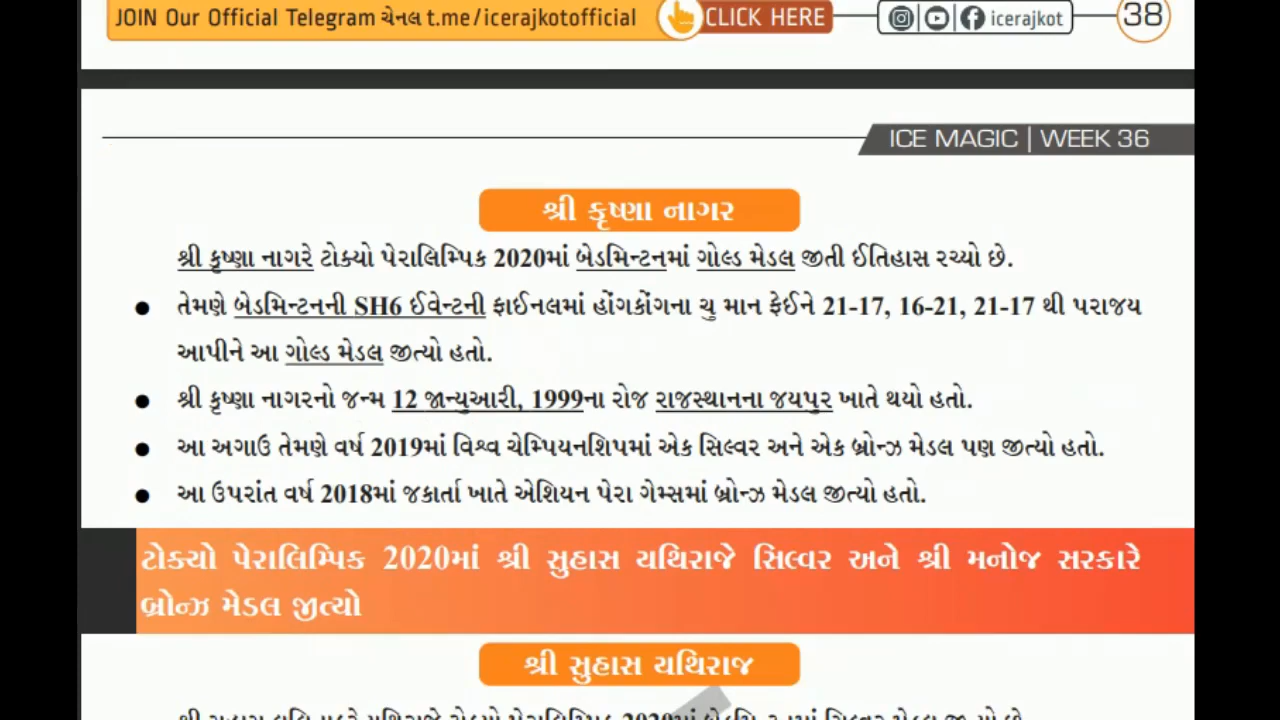 JOIN Our Official Telegram ચેનલ t.me/icerajkotofficial CLICK HERE icerajkot 38
ICE MAGIC | WEEK 36
શ્રી કૃષ્ણા નાગર
શ્રી કૃષ્ણા નાગરે ટોક્યો પેરાલિમ્પિક 2020માં બેડમિન્ટનમાં ગોલ્ડ મેડલ જીતી ઈતિહાસ રચ્યો છે.
● તેમણે બેડમિન્ટનની SH6 ઈવેન્ટની ફાઈનલમાં હોંગકોંગના ચુ માન ફેઈને 21-17, 16-21, 21-17 થી પરાજય
આપીને આ ગોલ્ડ મેડલ જીત્યો હતો.
● શ્રી કૃષ્ણા નાગરનો જન્મ 12 જાન્યુઆરી, 1999ના રોજ રાજસ્થાનના જયપુર ખાતે થયો હતો.
● આ અગાઉ તેમણે વર્ષ 2019માં વિશ્વ ચેમ્પિયનશિપમાં એક સિલ્વર અને એક બ્રોન્ઝ મેડલ પણ જીત્યો હતો.
● આ ઉપરાંત વર્ષ 2018માં જકાર્તા ખાતે એશિયન પેરા ગેમ્સમાં બ્રોન્ઝ મેડલ જીત્યો હતો.
ટોક્યો પેરાલિમ્પિક 2020માં શ્રી સુહાસ યથિરાજે સિલ્વર અને શ્રી મનોજ સરકારે
બ્રોન્ઝ મેડલ જીત્યો
શ્રી સુહાસ યથિરાજ